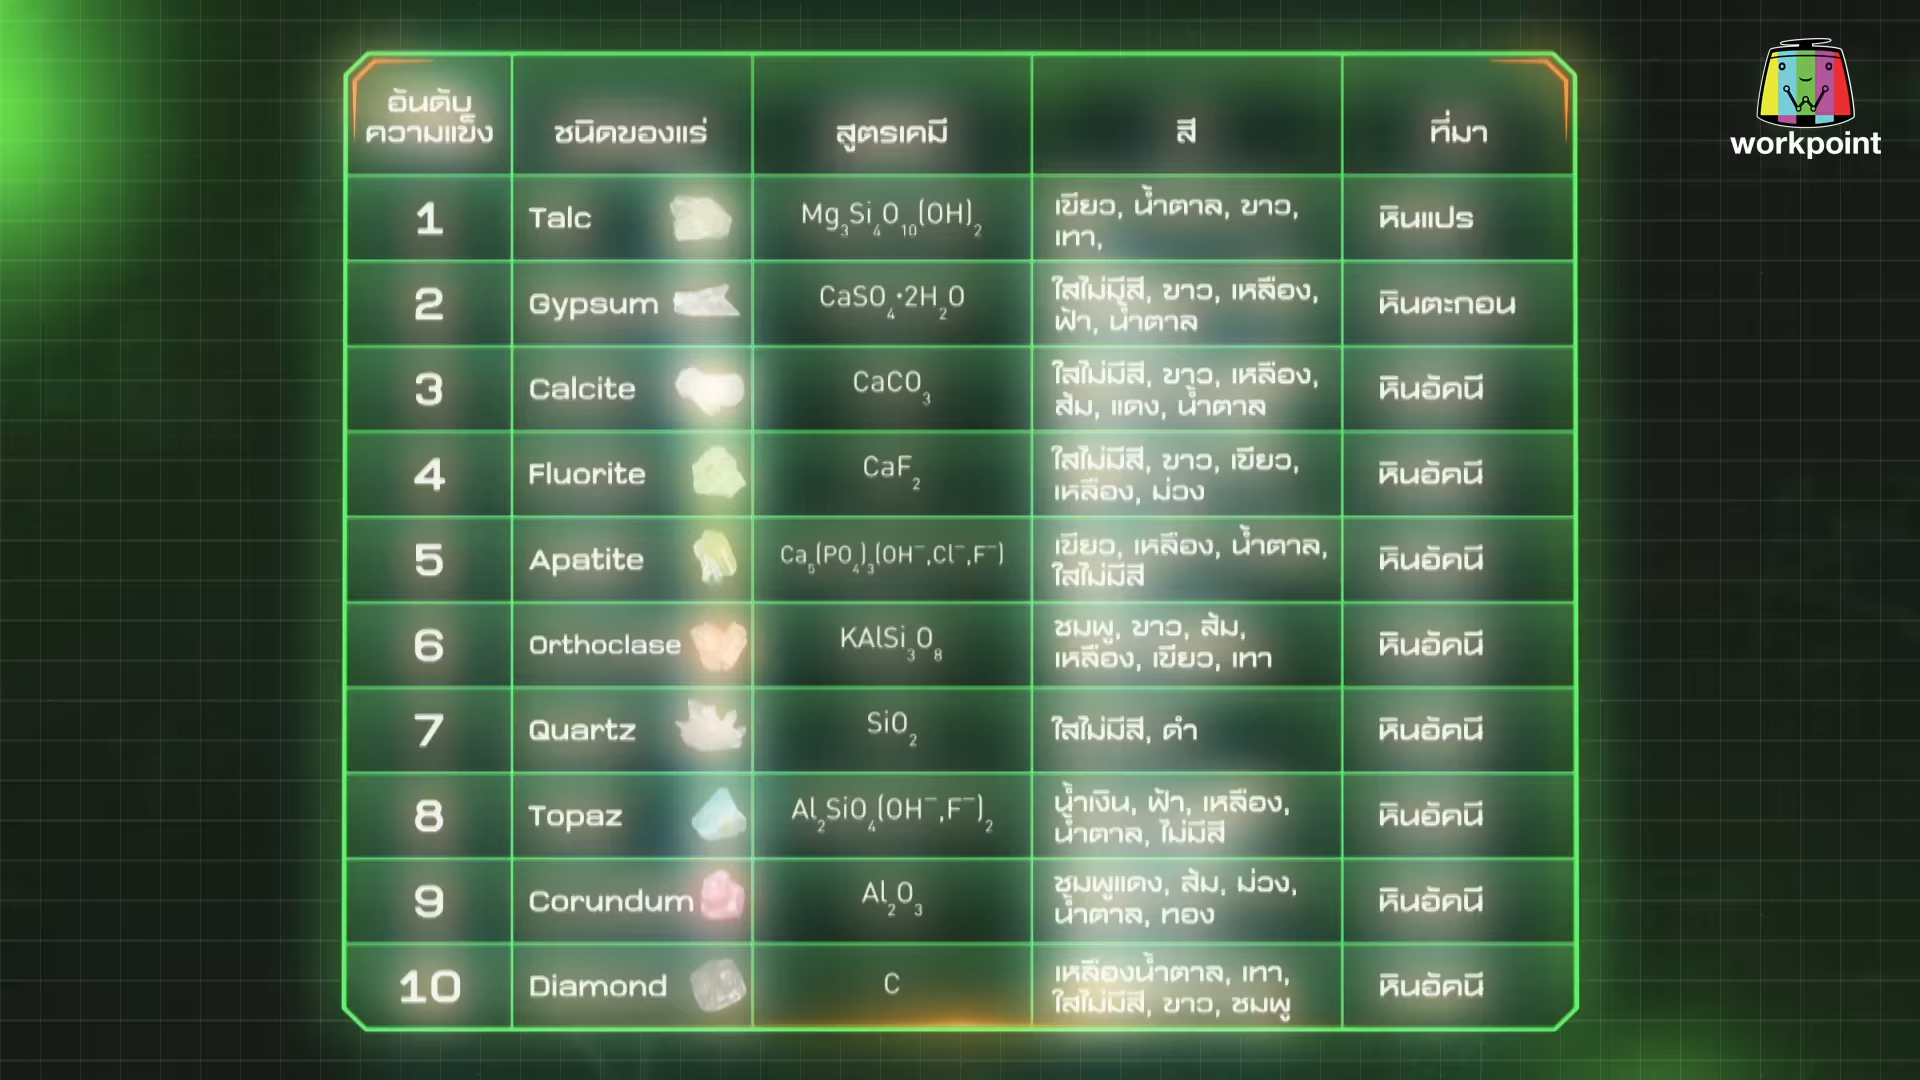 workpoint
อันดับ
ความแข็ง
ชนิดของแร่
สูตรเคมี
สี
ที่มา
1
Talc
Mg₃Si₄O₁₀(OH)₂
เขียว, น้ำตาล, ขาว,
เทา,
หินแปร
2
Gypsum
CaSO₄·2H₂O
ใสไม่มีสี, ขาว, เหลือง,
ฟ้า, น้ำตาล
หินตะกอน
3
Calcite
CaCO₃
ใสไม่มีสี, ขาว, เหลือง,
ส้ม, แดง, น้ำตาล
หินอัคนี
4
Fluorite
CaF₂
ใสไม่มีสี, ขาว, เขียว,
เหลือง, ม่วง
หินอัคนี
5
Apatite
Ca₅(PO₄)₃(OH⁻,Cl⁻,F⁻)
เขียว, เหลือง, น้ำตาล,
ใสไม่มีสี
หินอัคนี
6
Orthoclase
KAlSi₃O₈
ชมพู, ขาว, ส้ม,
เหลือง, เขียว, เทา
หินอัคนี
7
Quartz
SiO₂
ใสไม่มีสี, ดำ
หินอัคนี
8
Topaz
Al₂SiO₄(OH⁻,F⁻)₂
น้ำเงิน, ฟ้า, เหลือง,
น้ำตาล, ไม่มีสี
หินอัคนี
9
Corundum
Al₂O₃
ชมพูแดง, ส้ม, ม่วง,
น้ำตาล, ทอง
หินอัคนี
10
Diamond
C
เหลืองน้ำตาล, เทา,
ใสไม่มีสี, ขาว, ชมพู
หินอัคนี